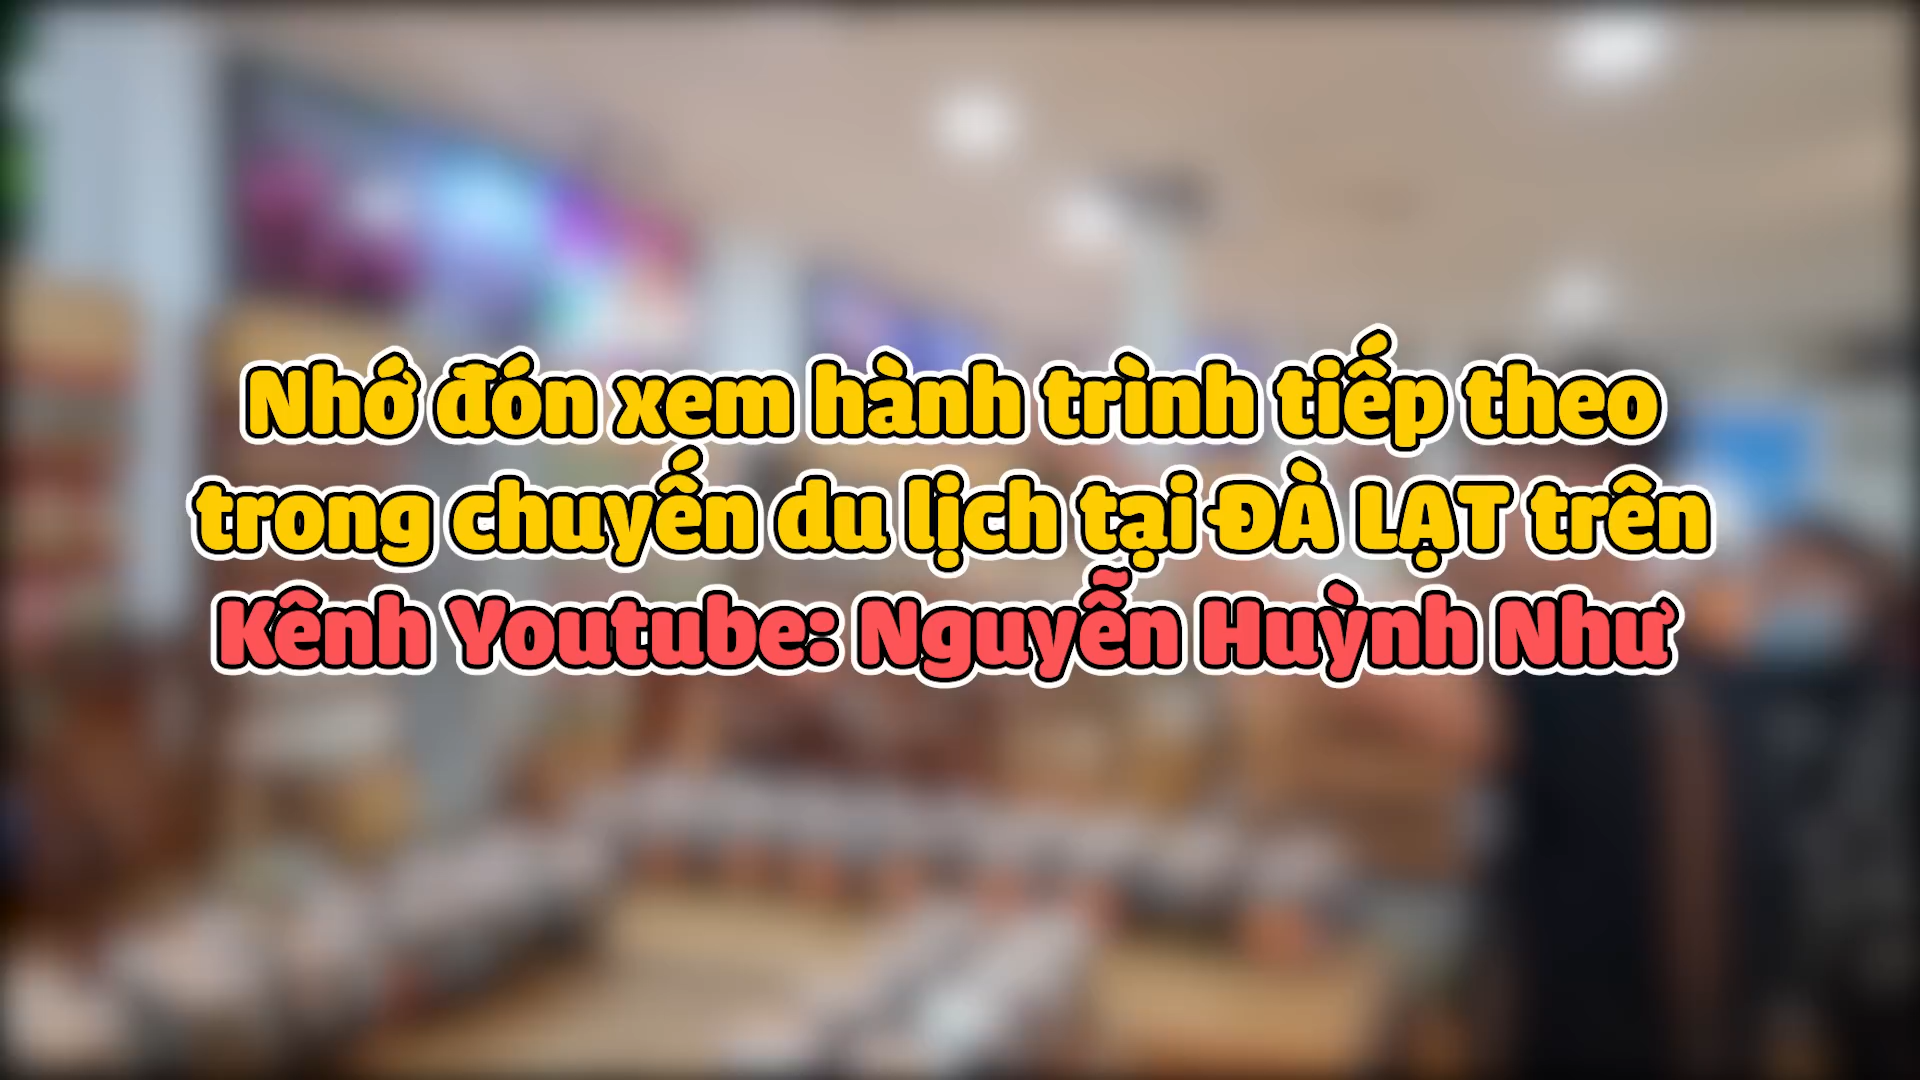 Nhớ đón xem hành trình tiếp theo
trong chuyến du lịch tại ĐÀ LẠT trên
Kênh Youtube: Nguyễn Huỳnh Như